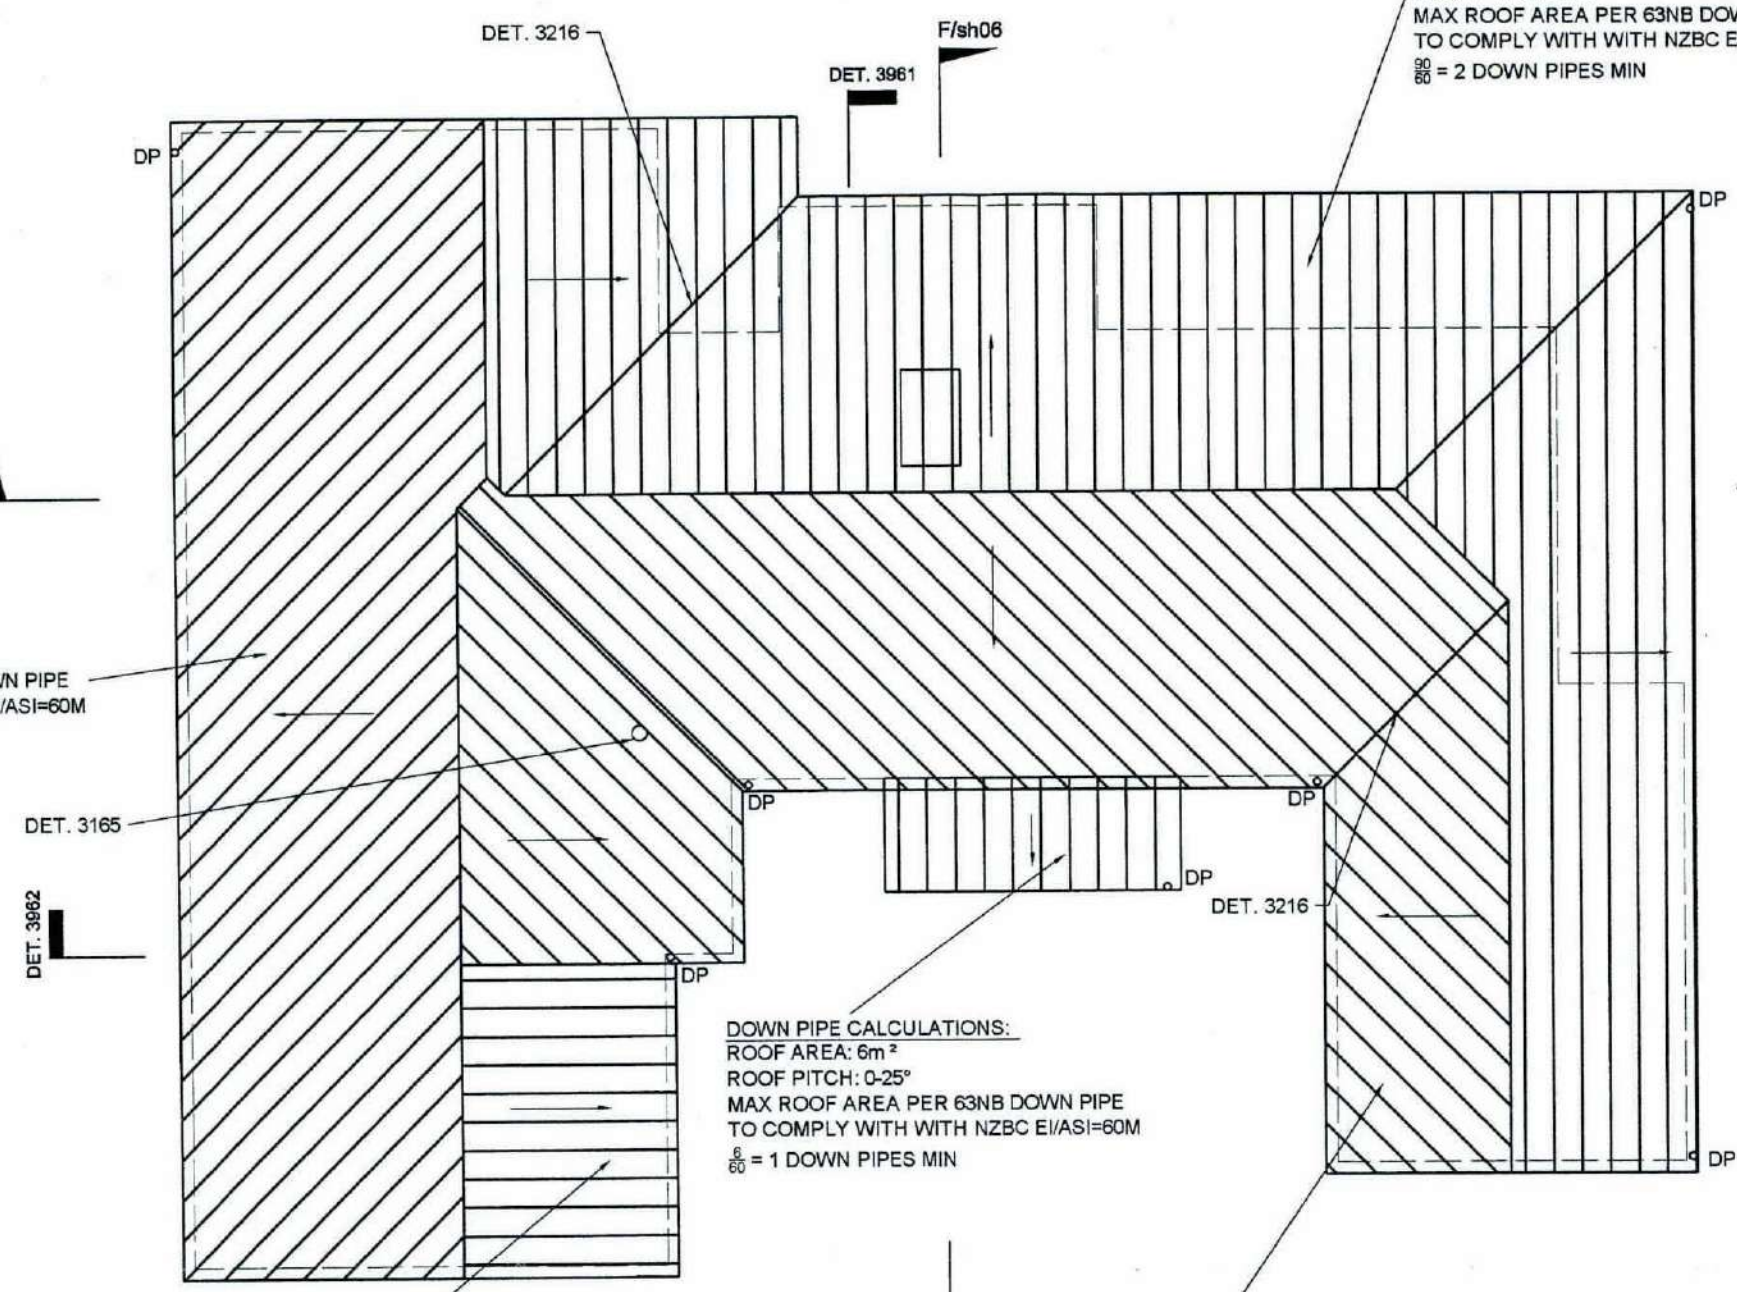 MAX ROOF AREA PER 63NB
TO COMPLY WITH WITH NZBC
90/60 = 2 DOWN PIPES MIN
DET. 3216
F/sh06
DET. 3961
DP
DP
PIPE
/ASI=60M
DET. 3165
DP
DP
DP
DET. 3216
DET. 3962
DP
DOWN PIPE CALCULATIONS:
ROOF AREA: 6m²
ROOF PITCH: 0-25°
MAX ROOF AREA PER 63NB DOWN PIPE
TO COMPLY WITH WITH NZBC EI/ASI=60M
6/60 = 1 DOWN PIPES MIN
DP